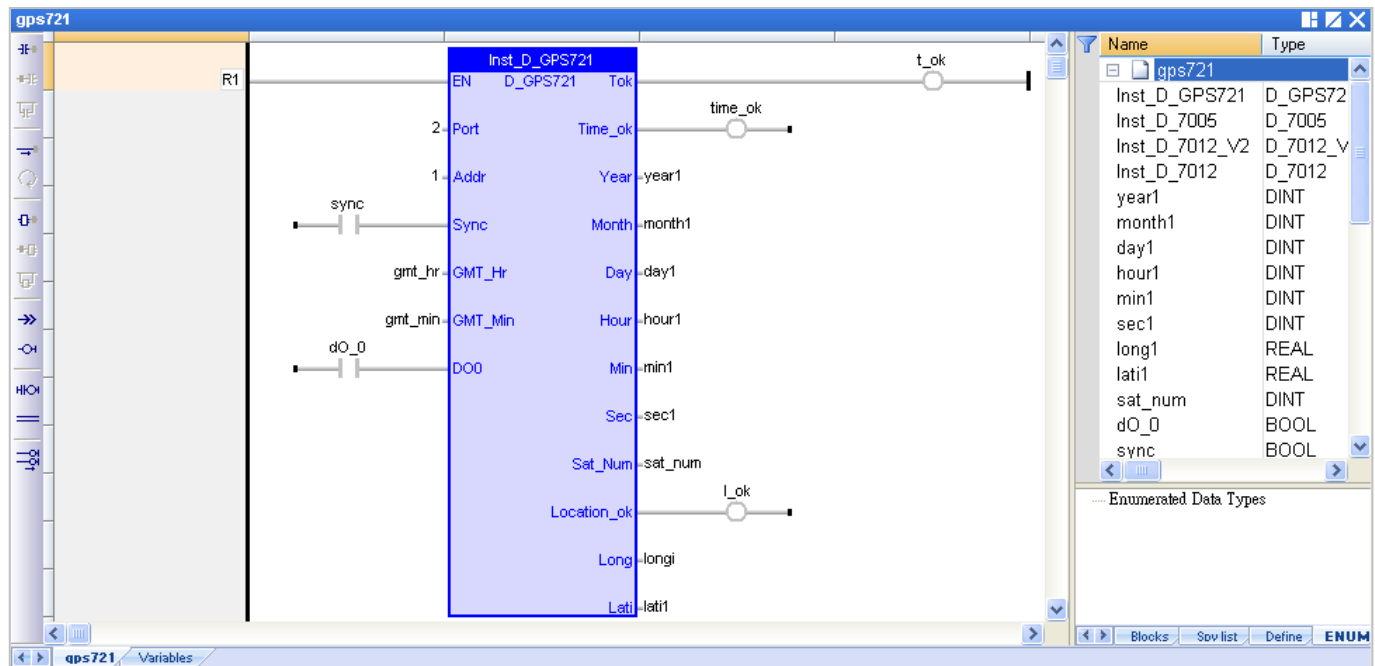 gps721
Name Type
gps721
Inst_D_GPS721 D_GPS72
Inst_D_7005 D_7005
Inst_D_7012_V2 D_7012_V
Inst_D_7012 D_7012
year1 DINT
month1 DINT
day1 DINT
hour1 DINT
min1 DINT
sec1 DINT
long1 REAL
lati1 REAL
sat_num DINT
dO_0 BOOL
sync BOOL
Enumerated Data Types
Blocks Spy list Define ENUM
R1
Inst_D_GPS721
EN D_GPS721 Tok
t_ok
time_ok
2 Port Time_ok
1 Addr Year year1
sync
Sync Month month1
gmt_hr GMT_Hr Day day1
gmt_min GMT_Min Hour hour1
dO_0
DO0 Min min1
Sec sec1
Sat_Num sat_num
l_ok
Location_ok
Long longi
Lati lati1
gps721 Variables